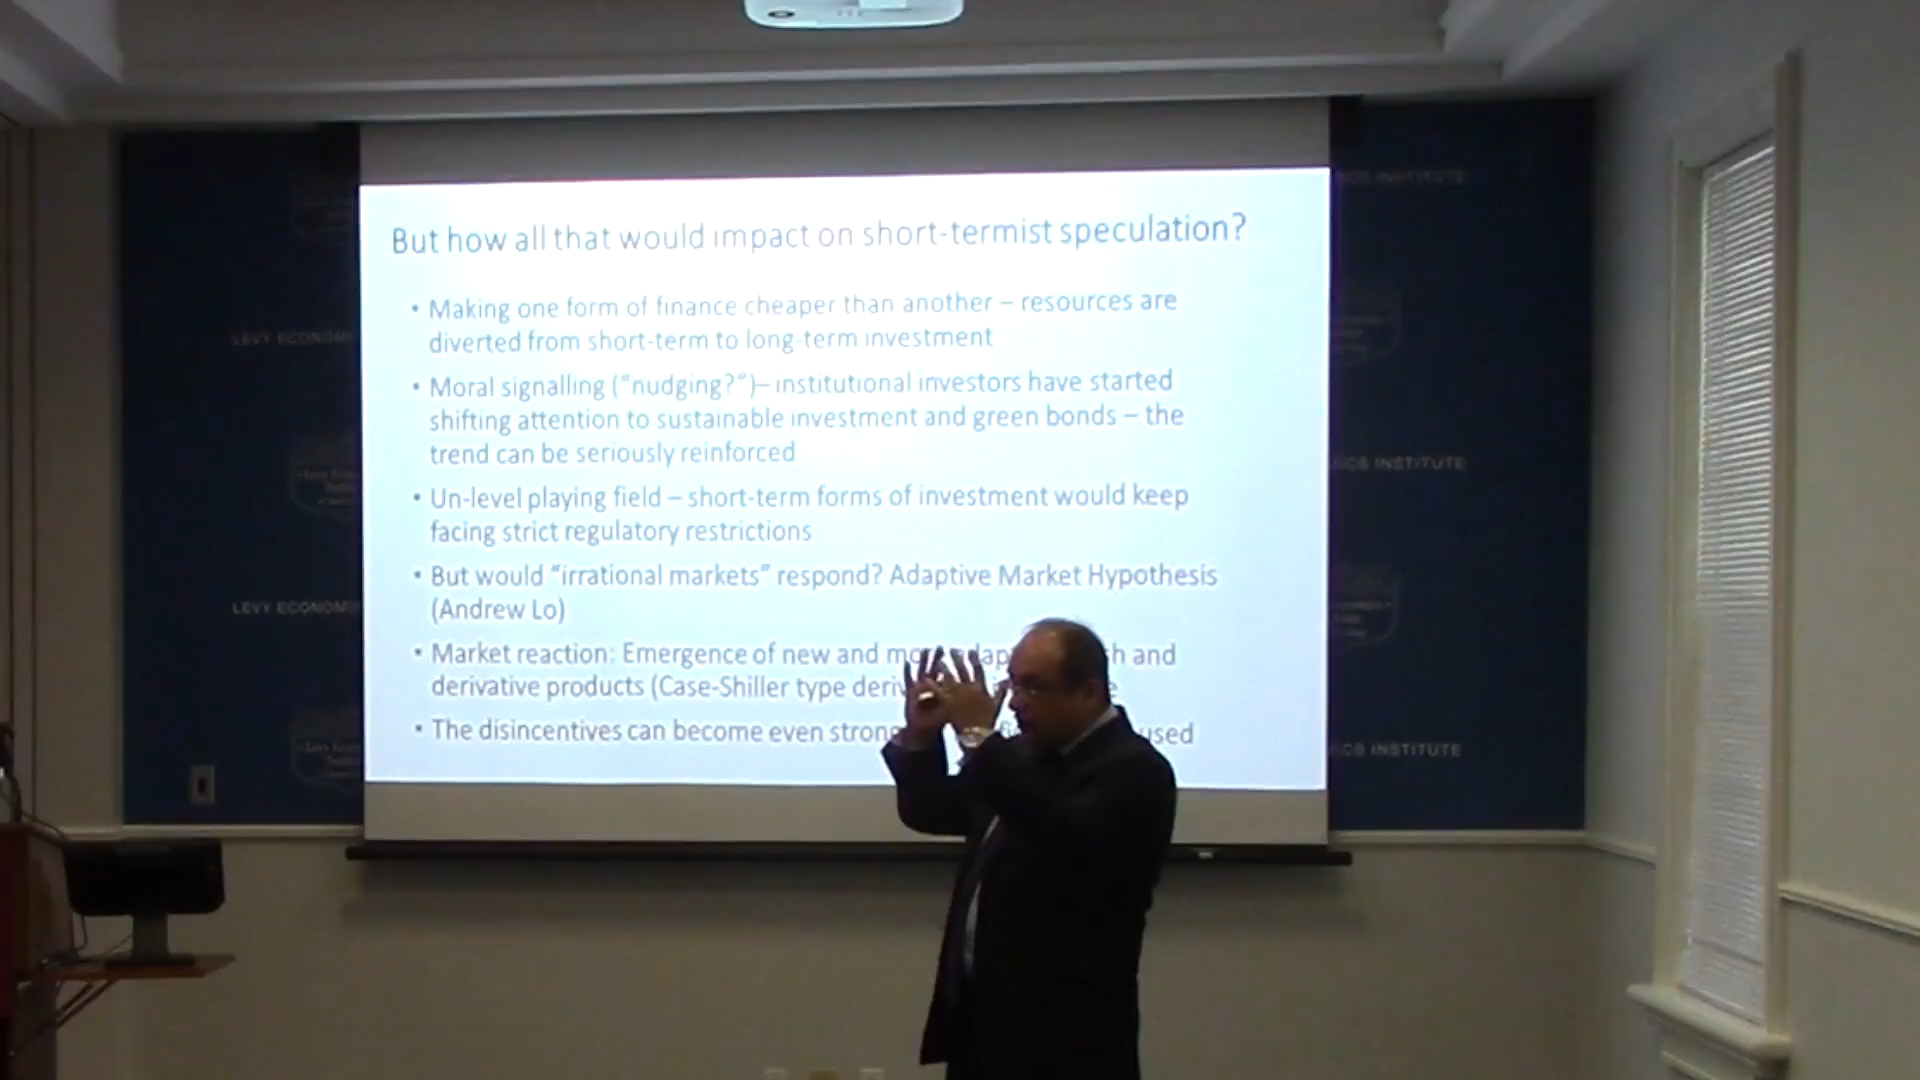 But how all that would impact on short-termist speculation?
• Making one form of finance cheaper than another – resources are
diverted from short-term to long-term investment
• Moral signalling ("nudging?")– institutional investors have started
shifting attention to sustainable investment and green bonds – the
trend can be seriously reinforced
• Un-level playing field – short-term forms of investment would keep
facing strict regulatory restrictions
• But would "irrational markets" respond? Adaptive Market Hypothesis
(Andrew Lo)
• Market reaction: Emergence of new and and
derivative products (Case-Shiller type
• The disincentives can become even used
LEVY ECONOM
LEVY ECONOM
INSTITUTE
ICS INSTITUTE
ICS INSTITUTE